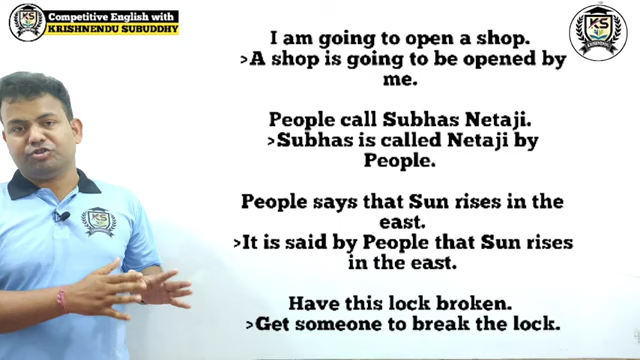 KS
Competitive English with
KRISHNENDU SUBUDDHY
I am going to open a shop.
>A shop is going to be opened by
me.
People call Subhas Netaji.
>Subhas is called Netaji by
People.
People says that Sun rises in the
east.
>It is said by People that Sun rises
in the east.
Have this lock broken.
>Get someone to break the lock.
KS
KS